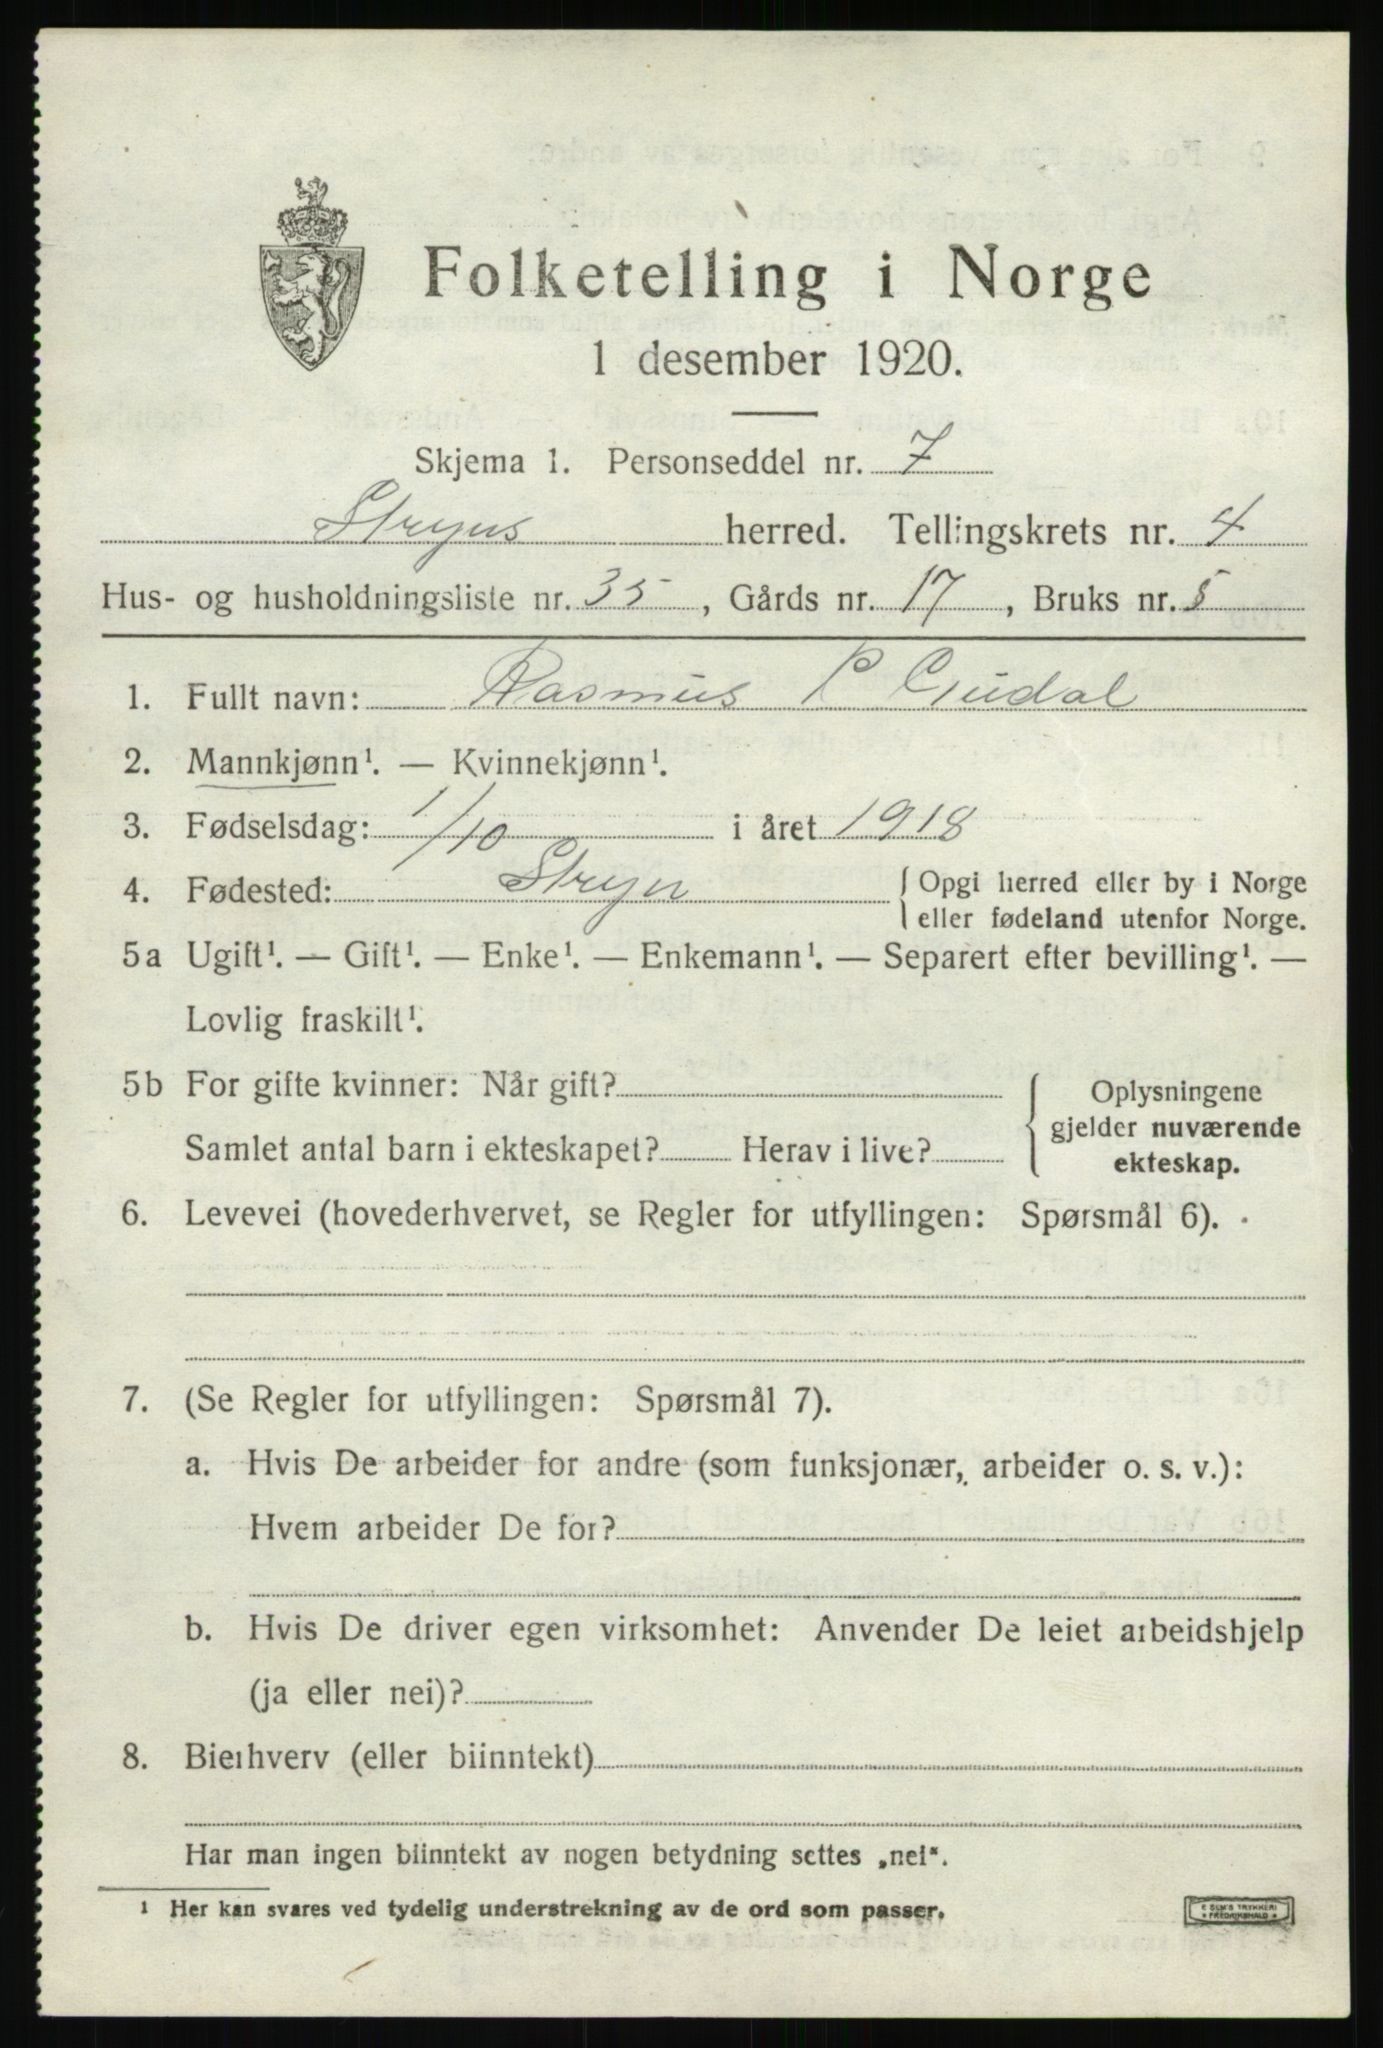 Folketelling i Norge
1 desember 1920.
Skjema 1. Personseddel nr. 7
Stryns herred. Tellingskrets nr. 4
Hus- og husholdningsliste nr. 35, Gårds nr. 17, Bruks nr. 5
1. Fullt navn: Rasmus P Gudal
2. Mannkjønn¹. — Kvinnekjønn¹.
3. Fødselsdag: 1/10 i året 1918
4. Fødested: Stryn { Opgi herred eller by i Norge
eller fødeland utenfor Norge.
5a Ugift¹. — Gift¹. — Enke¹. — Enkemann¹. — Separert efter bevilling¹. —
Lovlig fraskilt¹.
5b For gifte kvinner: Når gift?
Samlet antal barn i ekteskapet? Herav i live?
Oplysningene
gjelder nuværende
ekteskap.
6. Levevei (hovederhvervet, se Regler for utfyllingen: Spørsmål 6).
7. (Se Regler for utfyllingen: Spørsmål 7).
a. Hvis De arbeider for andre (som funksjonær, arbeider o. s. v.):
Hvem arbeider De for?
b. Hvis De driver egen virksomhet: Anvender De leiet arbeidshjelp
(ja eller nei)?
8. Bierhverv (eller biinntekt)
Har man ingen biinntekt av nogen betydning settes „nei“.
¹ Her kan svares ved tydelig understrekning av de ord som passer.